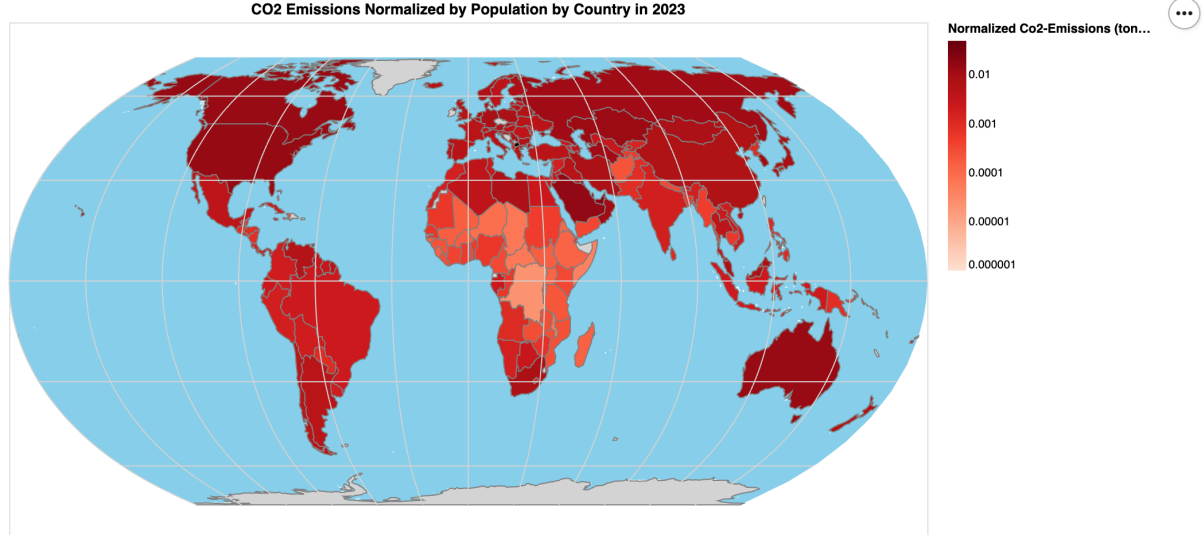 CO2 Emissions Normalized by Population by Country in 2023
Normalized Co2-Emissions (ton…
0.01
0.001
0.0001
0.00001
0.000001